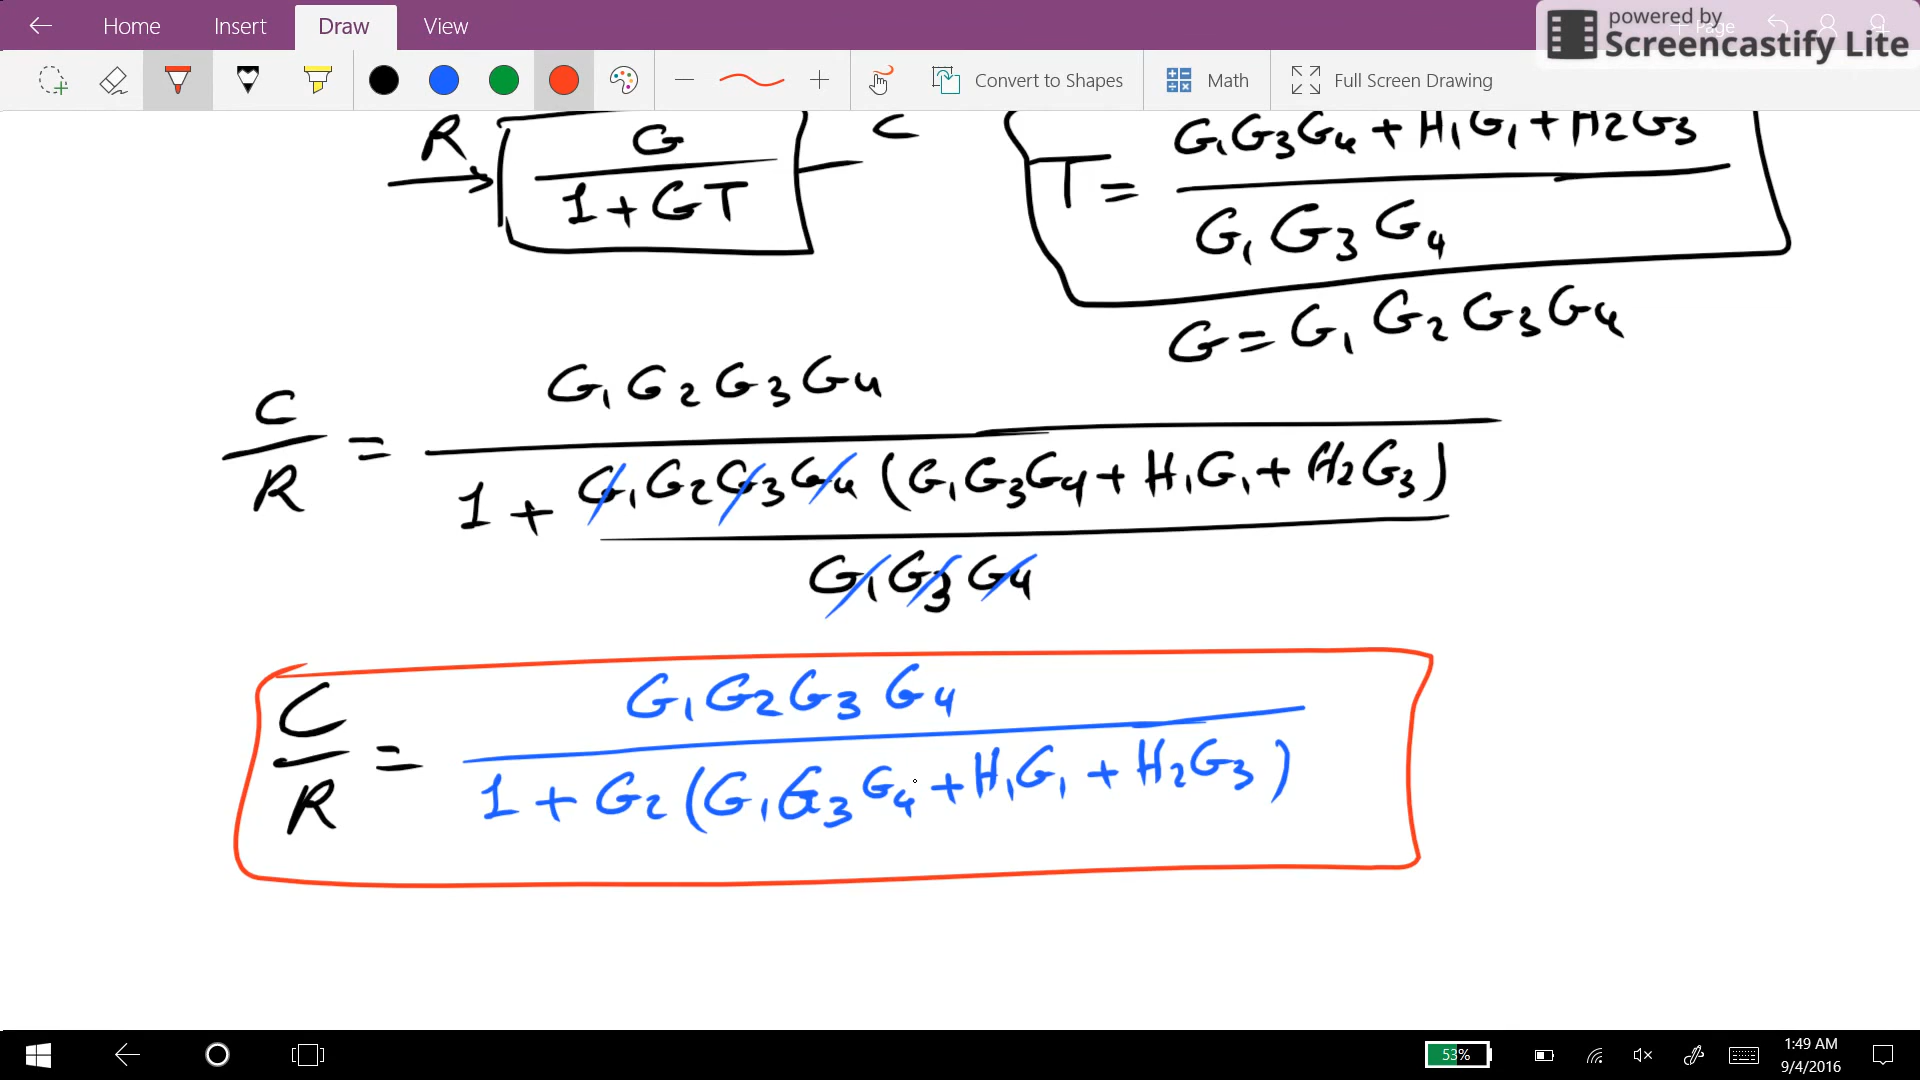 Home Insert Draw View
powered by
Screencastify Lite
Page
Convert to Shapes Math Full Screen Drawing
R G C
1+GT
T = G1G3G4 + H1G1 + H2G3
G1G3G4
G = G1G2G3G4
C/R = G1G2G3G4
1 + G1G2G3G4 (G1G3G4 + H1G1 + H2G3)
G1G3G4
C/R = G1G2G3G4
1 + G2 (G1G3G4 + H1G1 + H2G3)
53%
1:49 AM
9/4/2016